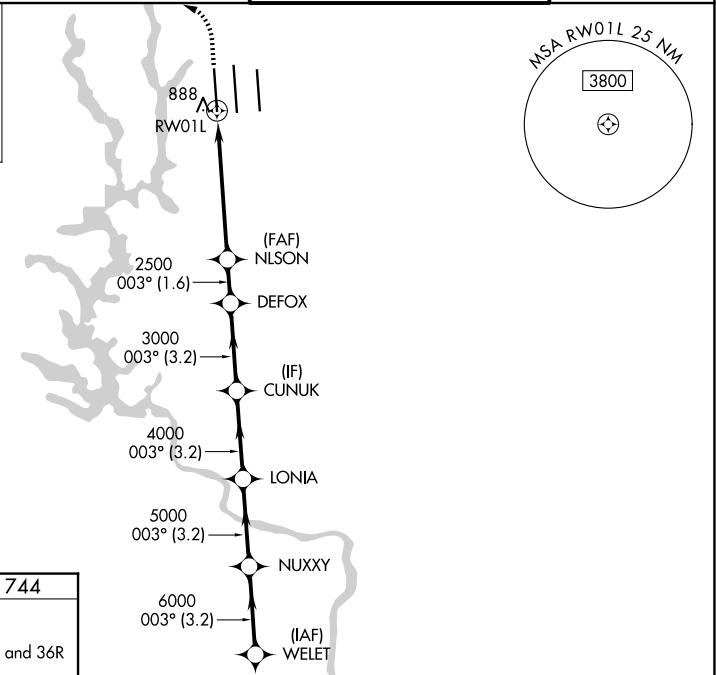 MSA RW01L 25 NM
3800
888
RW01L
(FAF)
NLSON
2500
003° (1.6)
DEFOX
3000
003° (3.2)
(IF)
CUNUK
4000
003° (3.2)
LONIA
5000
003° (3.2)
NUXXY
6000
003° (3.2)
(IAF)
WELET
744
and 36R